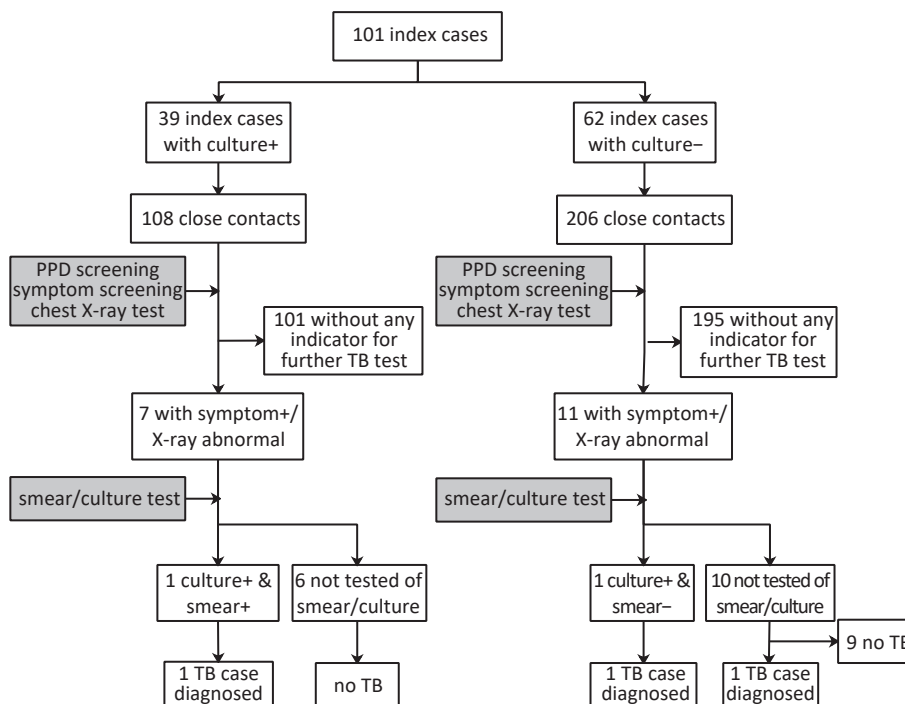 101 index cases
39 index cases
with culture+
62 index cases
with culture−
108 close contacts
206 close contacts
PPD screening
symptom screening
chest X-ray test
PPD screening
symptom screening
chest X-ray test
101 without any
indicator for
further TB test
195 without any
indicator for
further TB test
7 with symptom+/
X-ray abnormal
11 with symptom+/
X-ray abnormal
smear/culture test
smear/culture test
1 culture+ &
smear+
6 not tested of
smear/culture
1 culture+ &
smear−
10 not tested of
smear/culture
9 no TB
1 TB case
diagnosed
no TB
1 TB case
diagnosed
1 TB case
diagnosed